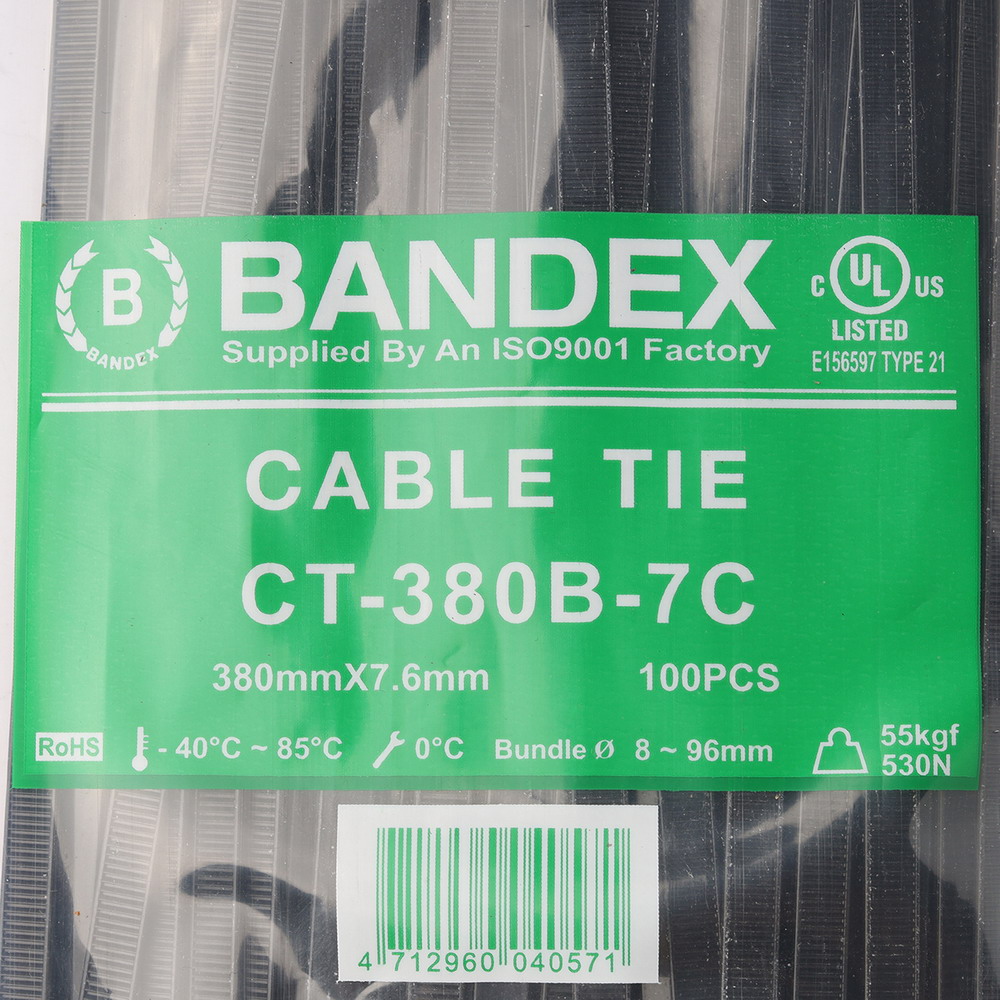 B
BANDEX
BANDEX
Supplied By An ISO9001 Factory
C UL US
LISTED
E156597 TYPE 21
CABLE TIE
CT-380B-7C
380mmX7.6mm 100PCS
RoHS - 40°C ~ 85°C 0°C Bundle Ø 8 ~ 96mm 55kgf
530N
4 712960 040571